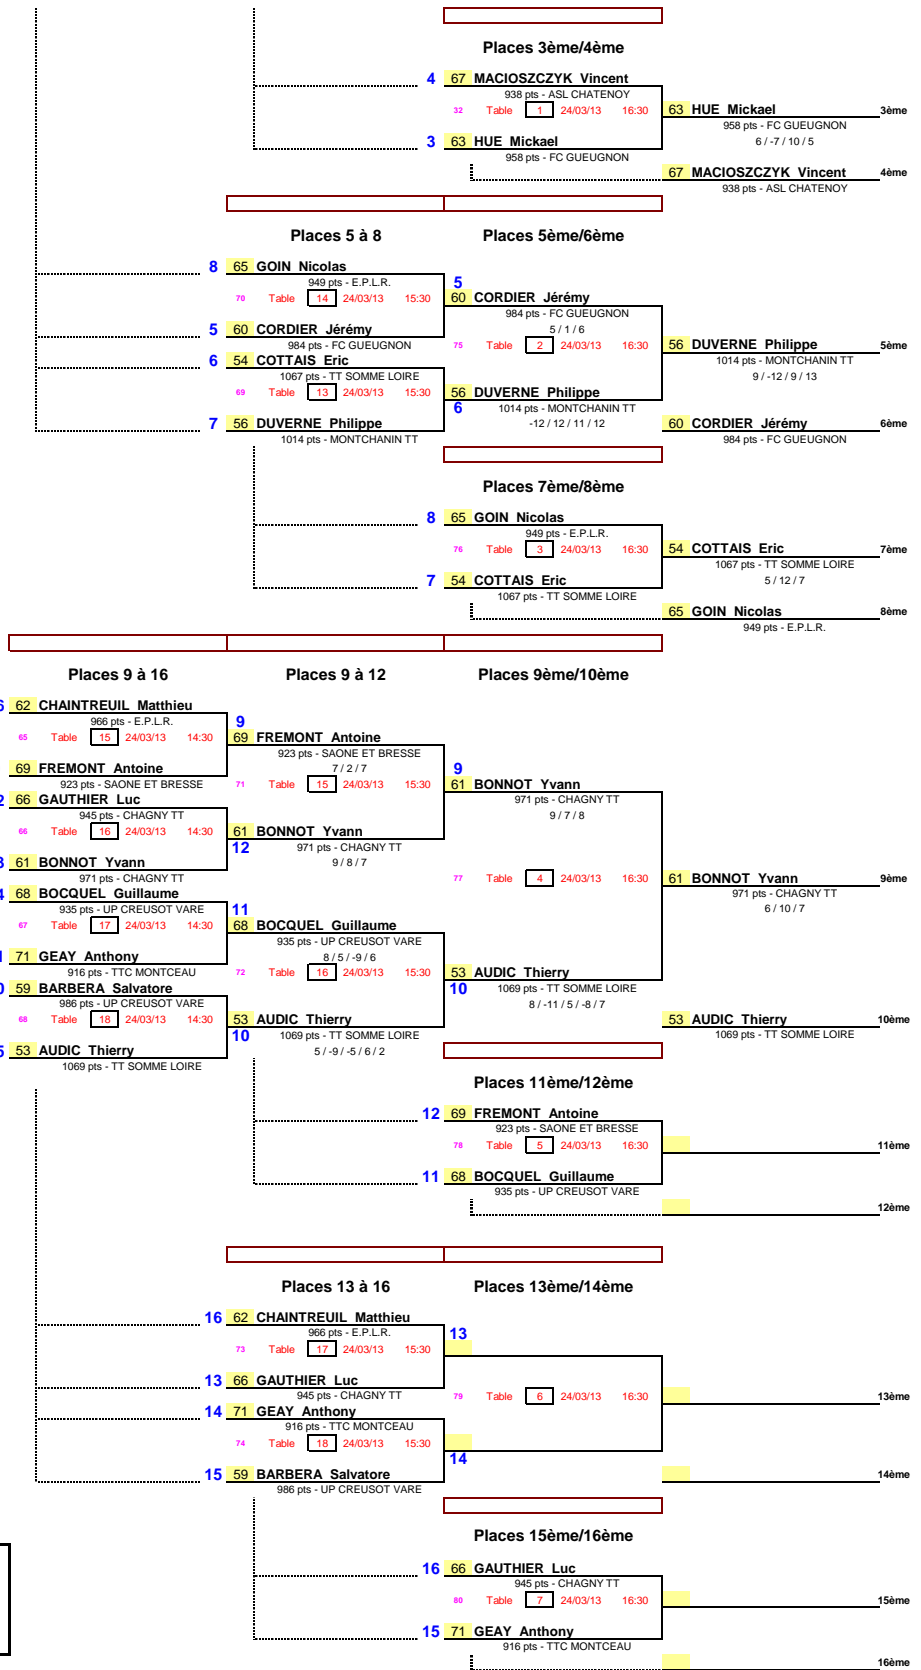 Places 3ème/4ème
4 67 MACIOSZCZYK Vincent
938 pts - ASL CHATENOY
32 Table 1 24/03/13 16:30 63 HUE Mickael 3ème
958 pts - FC GUEUGNON
6 / -7 / 10 / 5
3 63 HUE Mickael
958 pts - FC GUEUGNON
67 MACIOSZCZYK Vincent 4ème
938 pts - ASL CHATENOY
Places 5 à 8 Places 5ème/6ème
8 65 GOIN Nicolas
949 pts - E.P.L.R. 5
70 Table 14 24/03/13 15:30 60 CORDIER Jérémy
984 pts - FC GUEUGNON
5 / 1 / 6
5 60 CORDIER Jérémy
984 pts - FC GUEUGNON 75 Table 2 24/03/13 16:30 56 DUVERNE Philippe 5ème
6 54 COTTAIS Eric 1014 pts - MONTCHANIN TT
1067 pts - TT SOMME LOIRE 9 / -12 / 9 / 13
69 Table 13 24/03/13 15:30 56 DUVERNE Philippe
6 1014 pts - MONTCHANIN TT
-12 / 12 / 11 / 12
7 56 DUVERNE Philippe 60 CORDIER Jérémy 6ème
1014 pts - MONTCHANIN TT 984 pts - FC GUEUGNON
Places 7ème/8ème
8 65 GOIN Nicolas
949 pts - E.P.L.R.
76 Table 3 24/03/13 16:30 54 COTTAIS Eric 7ème
1067 pts - TT SOMME LOIRE
5 / 12 / 7
7 54 COTTAIS Eric
1067 pts - TT SOMME LOIRE
65 GOIN Nicolas 8ème
949 pts - E.P.L.R.
Places 9 à 16 Places 9 à 12 Places 9ème/10ème
6 62 CHAINTREUIL Matthieu
966 pts - E.P.L.R. 9
65 Table 15 24/03/13 14:30 69 FREMONT Antoine
923 pts - SAONE ET BRESSE
69 FREMONT Antoine 7 / 2 / 7 9
923 pts - SAONE ET BRESSE 71 Table 15 24/03/13 15:30 61 BONNOT Yvann
2 66 GAUTHIER Luc 971 pts - CHAGNY TT
945 pts - CHAGNY TT 9 / 7 / 8
66 Table 16 24/03/13 14:30 61 BONNOT Yvann
12 971 pts - CHAGNY TT
3 61 BONNOT Yvann 9 / 8 / 7
971 pts - CHAGNY TT 77 Table 4 24/03/13 16:30 61 BONNOT Yvann 9ème
4 68 BOCQUEL Guillaume 971 pts - CHAGNY TT
935 pts - UP CREUSOT VARE 11 6 / 10 / 7
67 Table 17 24/03/13 14:30 68 BOCQUEL Guillaume
935 pts - UP CREUSOT VARE
1 71 GEAY Anthony 8 / 5 / -9 / 6
916 pts - TTC MONTCEAU 72 Table 16 24/03/13 15:30 53 AUDIC Thierry
0 59 BARBERA Salvatore 10 1069 pts - TT SOMME LOIRE
986 pts - UP CREUSOT VARE 8 / -11 / 5 / -8 / 7
68 Table 18 24/03/13 14:30 53 AUDIC Thierry 53 AUDIC Thierry 10ème
10 1069 pts - TT SOMME LOIRE 1069 pts - TT SOMME LOIRE
5 53 AUDIC Thierry 5 / -9 / -5 / 6 / 2
1069 pts - TT SOMME LOIRE
Places 11ème/12ème
12 69 FREMONT Antoine
923 pts - SAONE ET BRESSE
78 Table 5 24/03/13 16:30 11ème
11 68 BOCQUEL Guillaume
935 pts - UP CREUSOT VARE
12ème
Places 13 à 16 Places 13ème/14ème
16 62 CHAINTREUIL Matthieu
966 pts - E.P.L.R. 13
73 Table 17 24/03/13 15:30
13 66 GAUTHIER Luc
945 pts - CHAGNY TT 79 Table 6 24/03/13 16:30 13ème
14 71 GEAY Anthony
916 pts - TTC MONTCEAU
74 Table 18 24/03/13 15:30
14
15 59 BARBERA Salvatore 14ème
986 pts - UP CREUSOT VARE
Places 15ème/16ème
16 66 GAUTHIER Luc
945 pts - CHAGNY TT
80 Table 7 24/03/13 16:30 15ème
15 71 GEAY Anthony
916 pts - TTC MONTCEAU
16ème